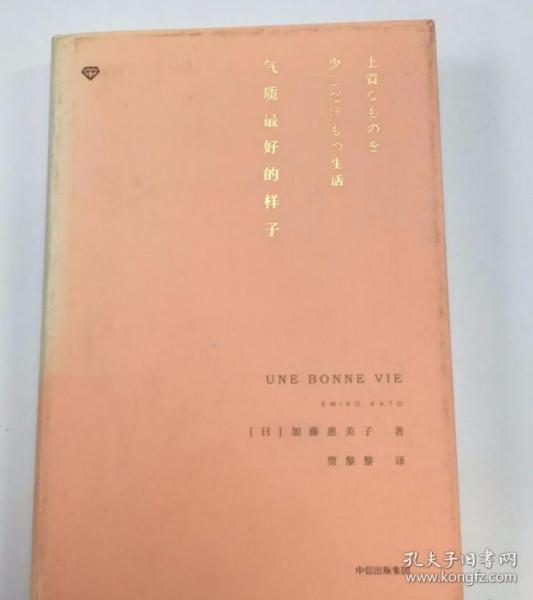 上質なものを
少しだけもつ生活
气质最好的样子
UNE BONNE VIE
EMIKO KATO
[日] 加藤惠美子 著
贾黎黎 译
中信出版集团
孔夫子旧书网
www.kongfz.com